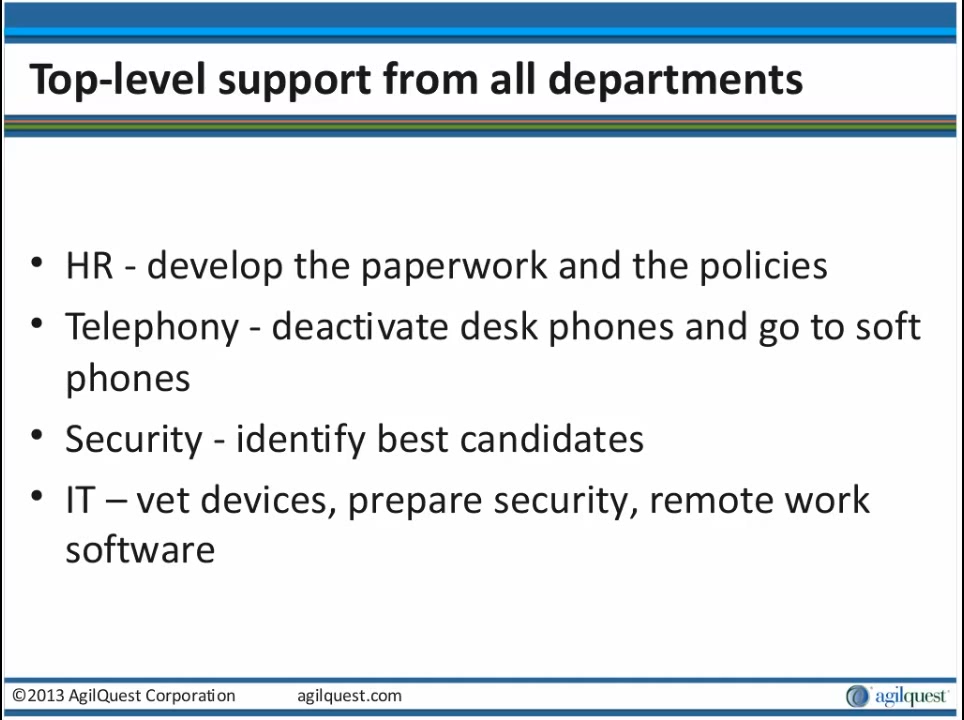 Top-level support from all departments
• HR - develop the paperwork and the policies
• Telephony - deactivate desk phones and go to soft
phones
• Security - identify best candidates
• IT – vet devices, prepare security, remote work
software
©2013 AgilQuest Corporation agilquest.com agilquest